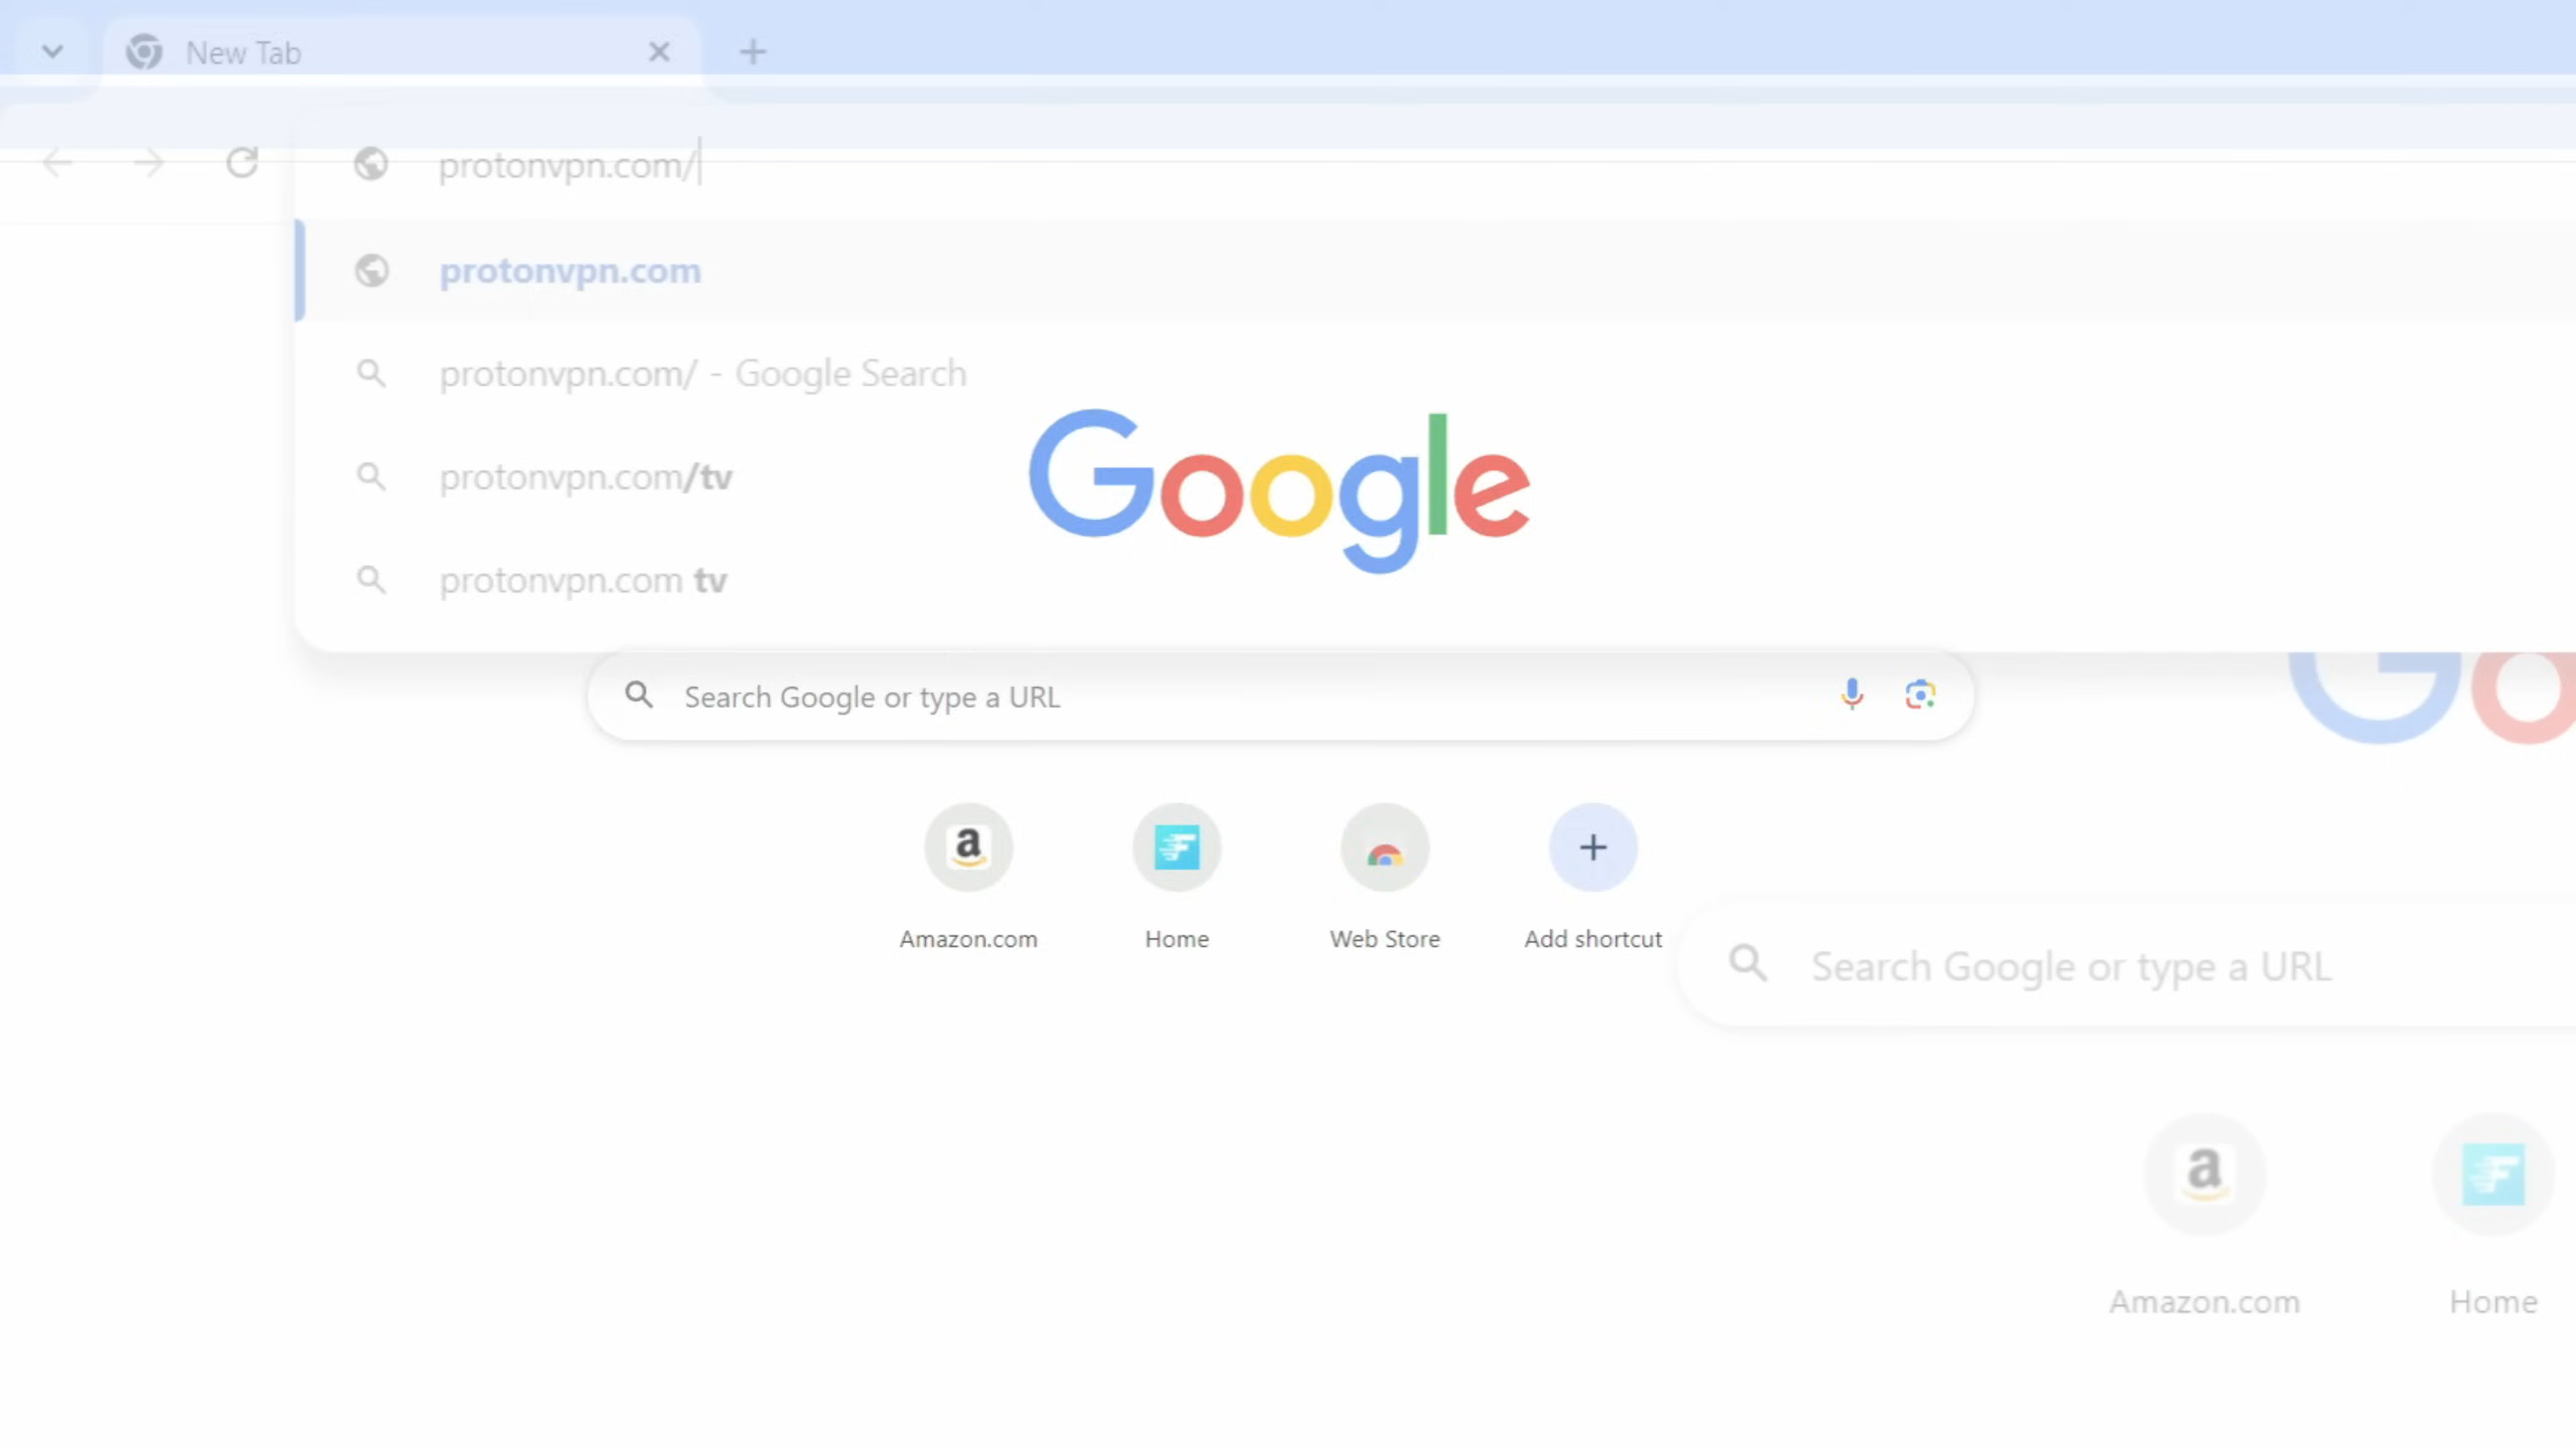 New Tab
protonvpn.com/
protonvpn.com
protonvpn.com/ - Google Search
protonvpn.com/tv
protonvpn.com tv
Google
Search Google or type a URL
Go
Amazon.com
Home
Web Store
Add shortcut
Search Google or type a URL
Amazon.com
Home